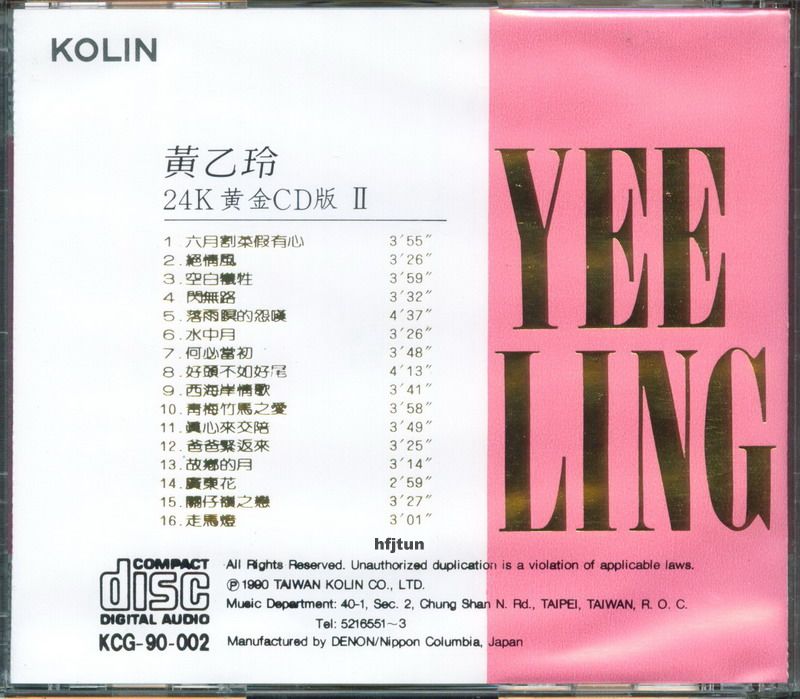 KOLIN
黃乙玲
24K 黃金CD版 II
1. 六月割菜假有心 3′55″
2. 絕情風 3′26″
3. 空白犧牲 3′59″
4 閃無路 3′32″
5. 落雨暝的怨嘆 4′37″
6. 水中月 3′26″
7. 何必當初 3′48″
8. 好頭不如好尾 4′13″
9. 西海岸情歌 3′41″
10. 青梅竹馬之愛 3′58″
11. 真心來交陪 3′49″
12. 爸爸緊返來 3′25″
13. 故鄉的月 3′14″
14. 廣東花 2′59″
15. 關仔嶺之戀 3′27″
16. 走馬燈 3′01″
YEE
LING
hfjtun
COMPACT
disc
DIGITAL AUDIO
KCG-90-002
All Rights Reserved. Unauthorized duplication is a violation of applicable laws.
℗1990 TAIWAN KOLIN CO., LTD.
Music Department: 40-1, Sec. 2, Chung Shan N. Rd., TAIPEI, TAIWAN, R. O. C.
Tel: 5216551~3
Manufactured by DENON/Nippon Columbia, Japan